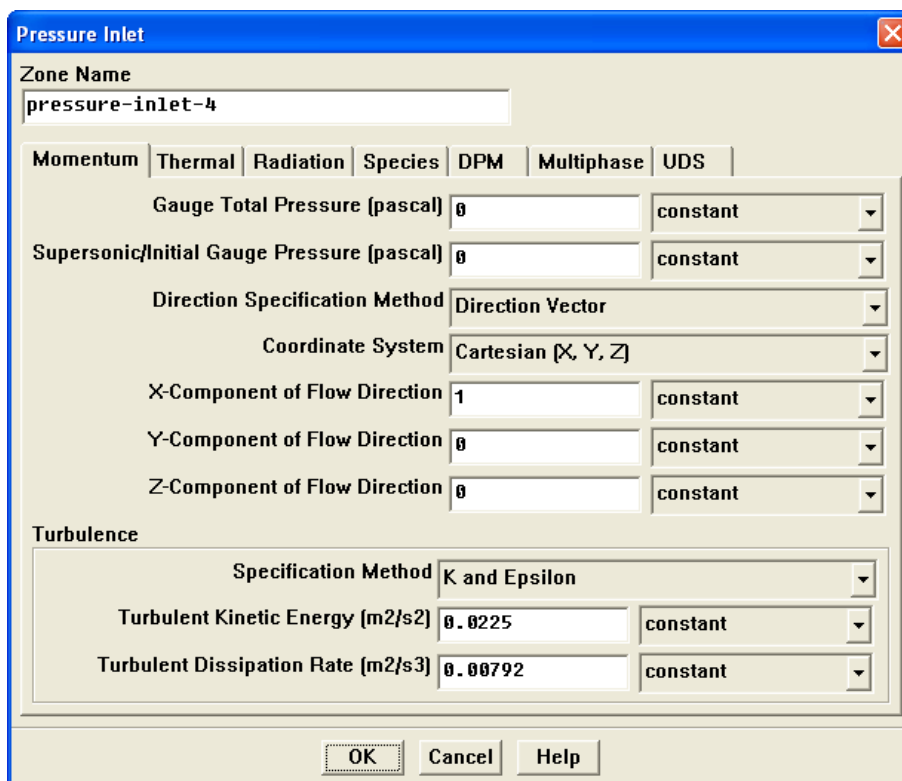 Pressure Inlet
Zone Name
pressure-inlet-4
Momentum Thermal Radiation Species DPM Multiphase UDS
Gauge Total Pressure (pascal) 0 constant
Supersonic/Initial Gauge Pressure (pascal) 0 constant
Direction Specification Method Direction Vector
Coordinate System Cartesian (X, Y, Z)
X-Component of Flow Direction 1 constant
Y-Component of Flow Direction 0 constant
Z-Component of Flow Direction 0 constant
Turbulence
Specification Method K and Epsilon
Turbulent Kinetic Energy (m2/s2) 0.0225 constant
Turbulent Dissipation Rate (m2/s3) 0.00792 constant
OK Cancel Help